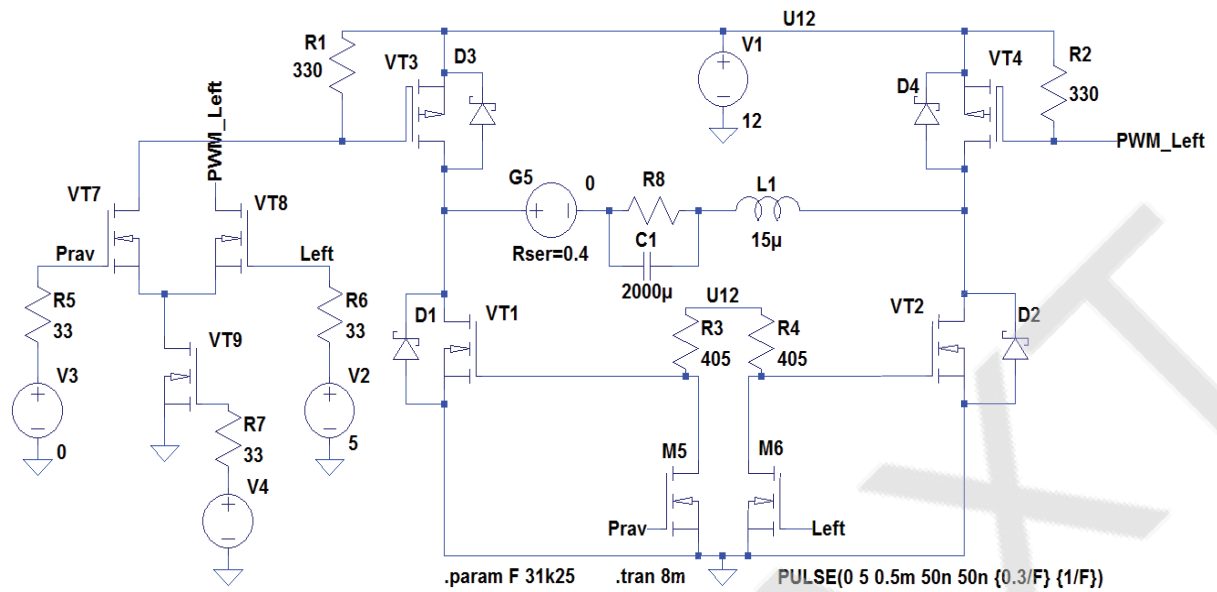 U12
R1
330
VT3
D3
V1
12
D4
VT4
R2
330
PWM_Left
PWM_Left
VT7
VT8
Prav
Left
G5
0
Rser=0.4
R8
C1
2000µ
L1
15µ
R5
33
R6
33
VT9
V3
0
V2
5
R7
33
V4
D1
VT1
U12
R3
405
R4
405
VT2
D2
M5
M6
Prav
Left
.param F 31k25
.tran 8m
PULSE(0 5 0.5m 50n 50n {0.3/F} {1/F})